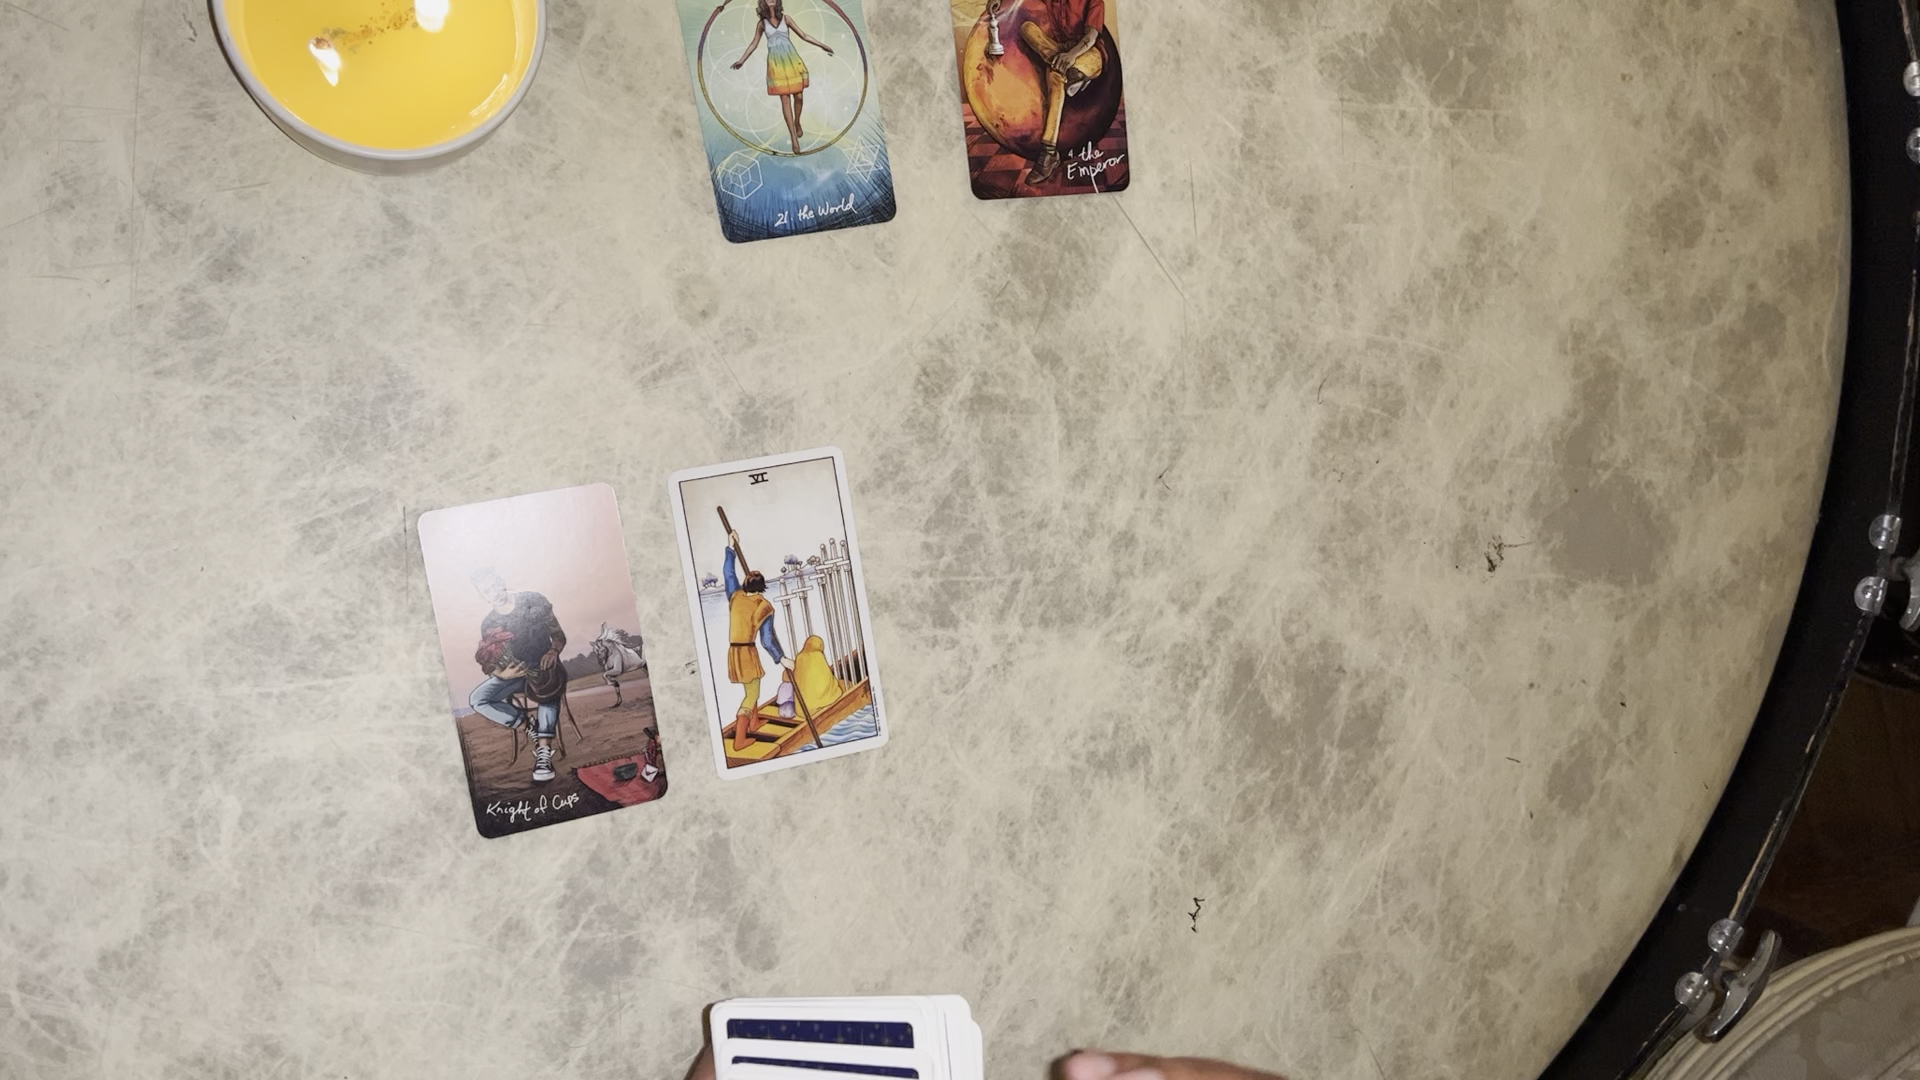 21. the World
4 the
Emperor
VI
Knight of Cups